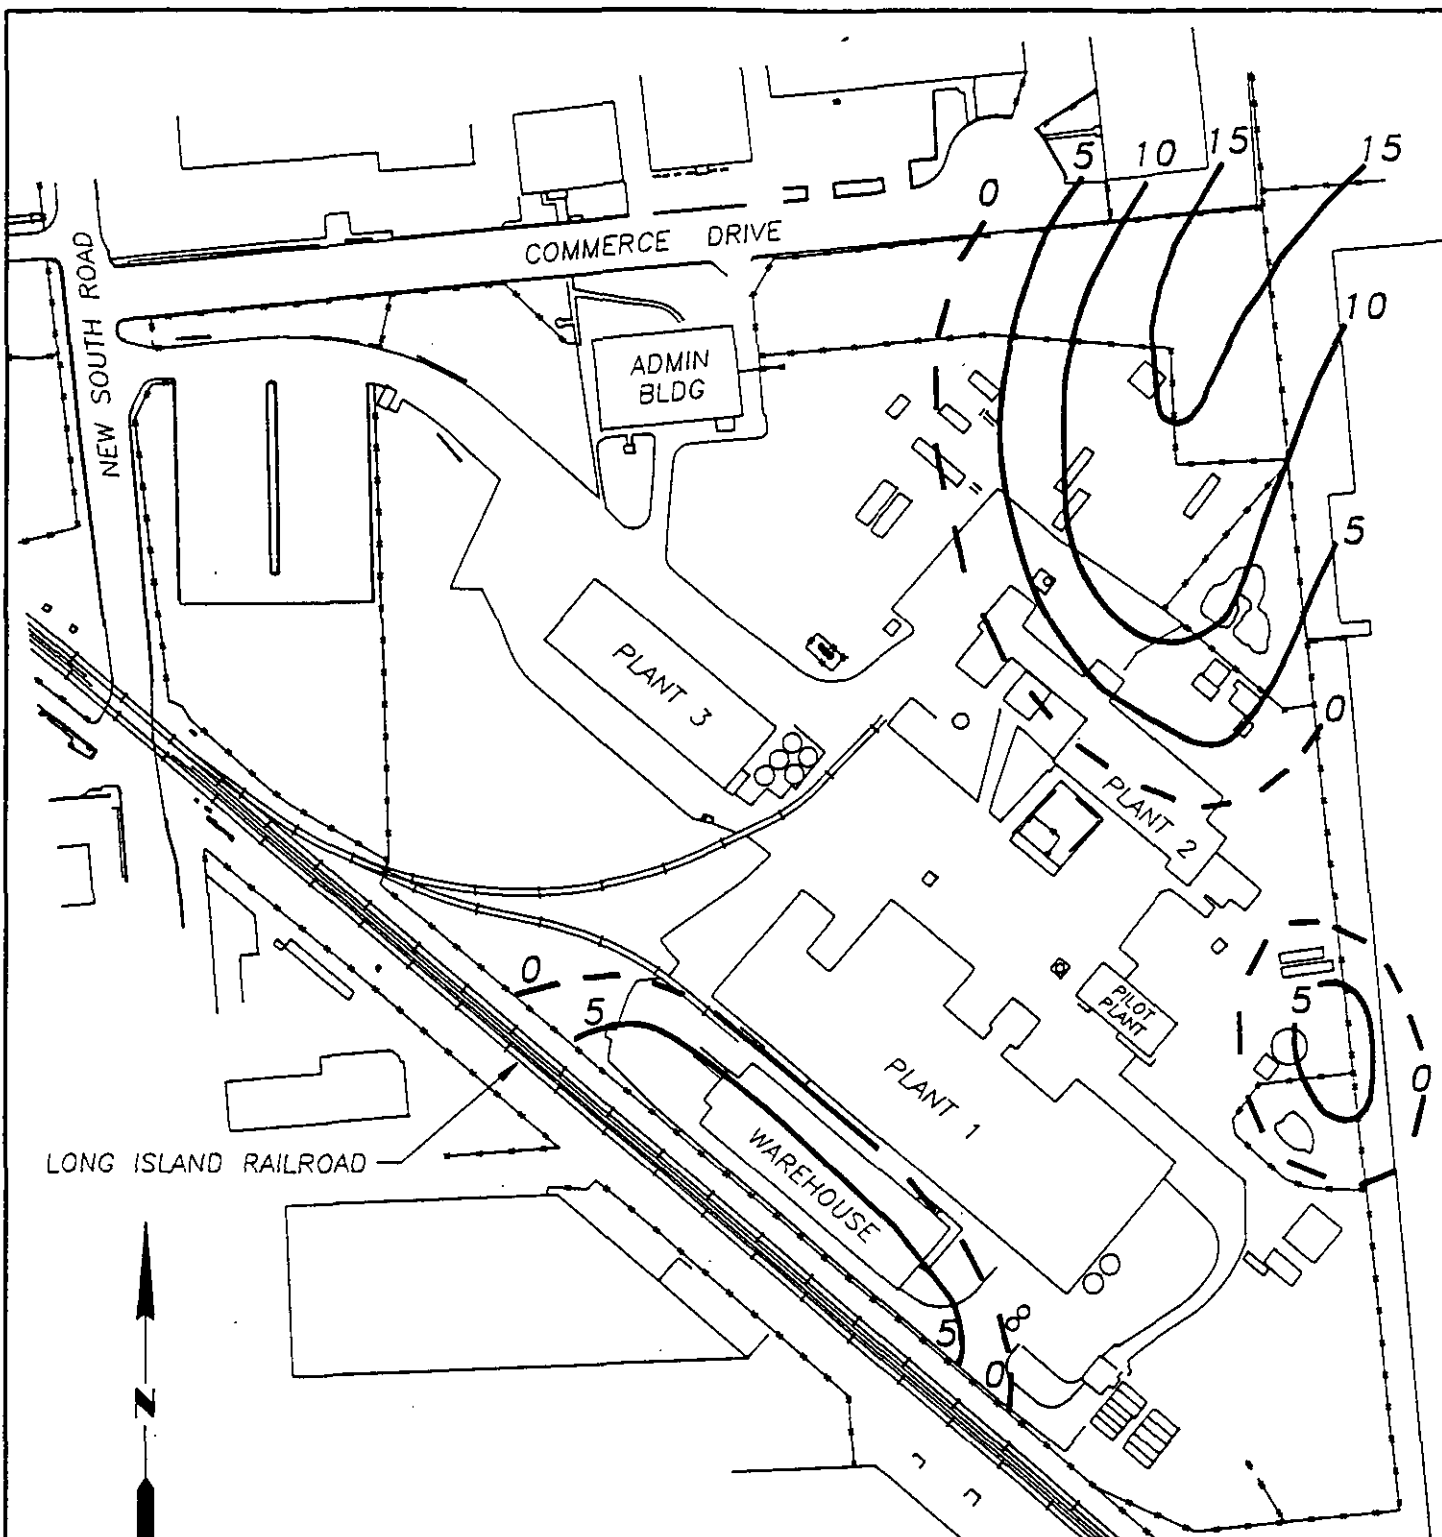 5
10
15
15
0
COMMERCE DRIVE
NEW SOUTH ROAD
10
ADMIN
BLDG
5
PLANT 3
0
PLANT 2
0
5
5
PILOT
PLANT
PLANT 1
0
WAREHOUSE
LONG ISLAND RAILROAD
5
0
N